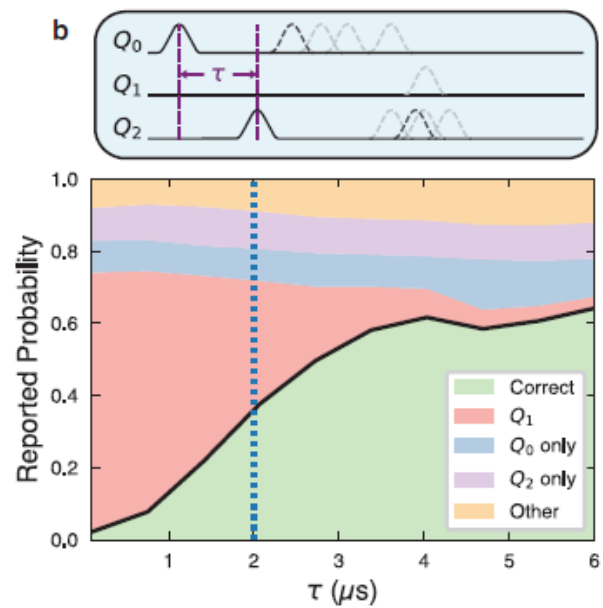 b
Q0
τ
Q1
Q2
Reported Probability
1.0
0.8
0.6
0.4
0.2
0.0
Correct
Q1
Q0 only
Q2 only
Other
1 2 3 4 5 6
τ (μs)